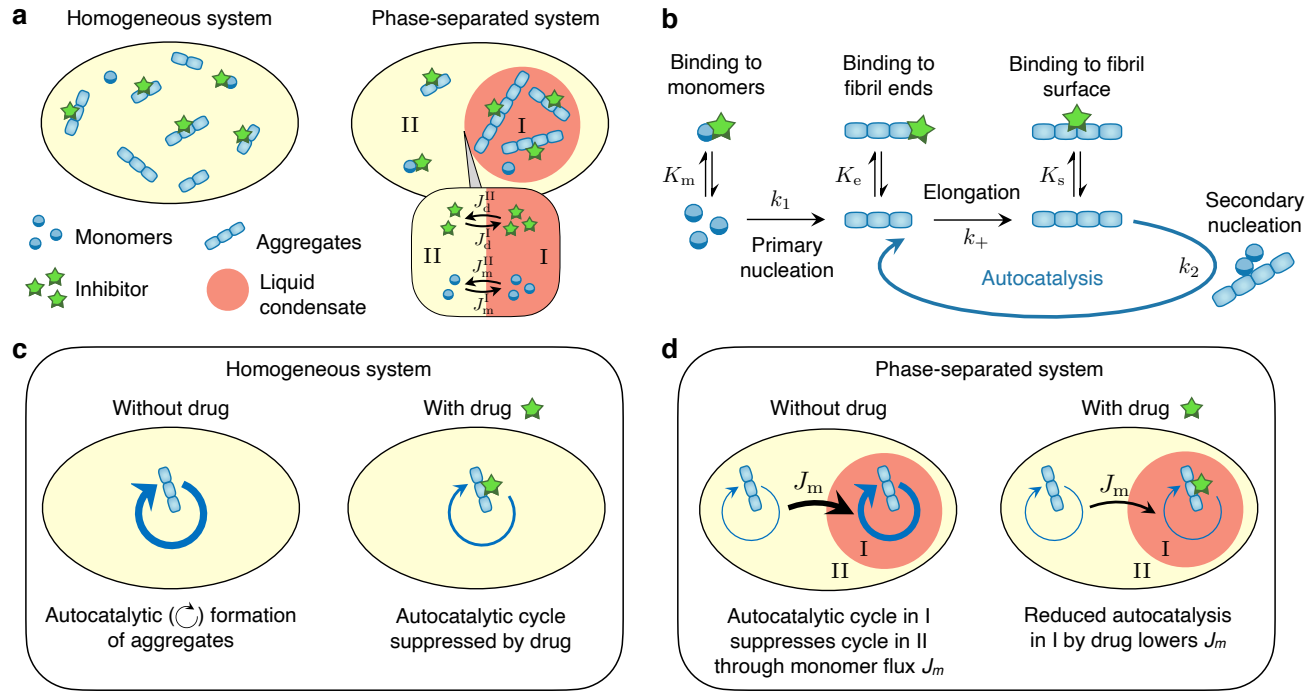 a
Homogeneous system
Phase-separated system
II
I
J_d^II
J_d^I
II
I
J_m^II
J_m^I
Monomers
Aggregates
Inhibitor
Liquid
condensate
b
Binding to
monomers
Binding to
fibril ends
Binding to fibril
surface
K_m
K_e
K_s
k_1
Primary
nucleation
Elongation
k_+
Secondary
nucleation
k_2
Autocatalysis
c
Homogeneous system
Without drug
With drug
Autocatalytic (↻) formation
of aggregates
Autocatalytic cycle
suppressed by drug
d
Phase-separated system
Without drug
With drug
J_m
I
II
J_m
I
II
Autocatalytic cycle in I
suppresses cycle in II
through monomer flux J_m
Reduced autocatalysis
in I by drug lowers J_m